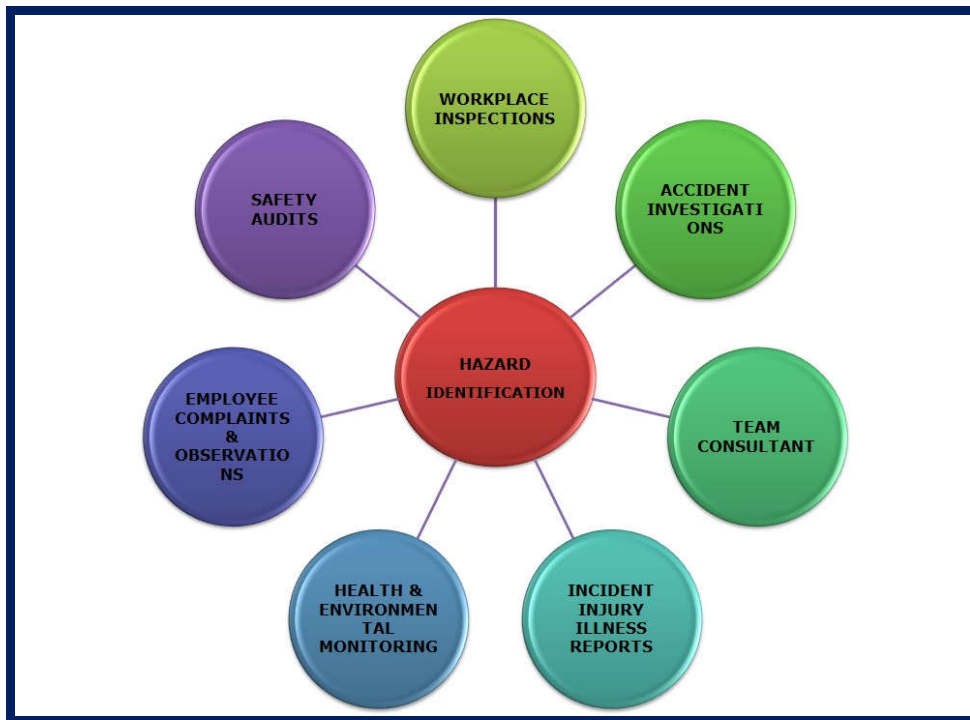 WORKPLACE
INSPECTIONS
ACCIDENT
INVESTIGATI
ONS
TEAM
CONSULTANT
INCIDENT
INJURY
ILLNESS
REPORTS
HEALTH &
ENVIRONMEN
TAL
MONITORING
EMPLOYEE
COMPLAINTS
&
OBSERVATIO
NS
SAFETY
AUDITS
HAZARD
IDENTIFICATION